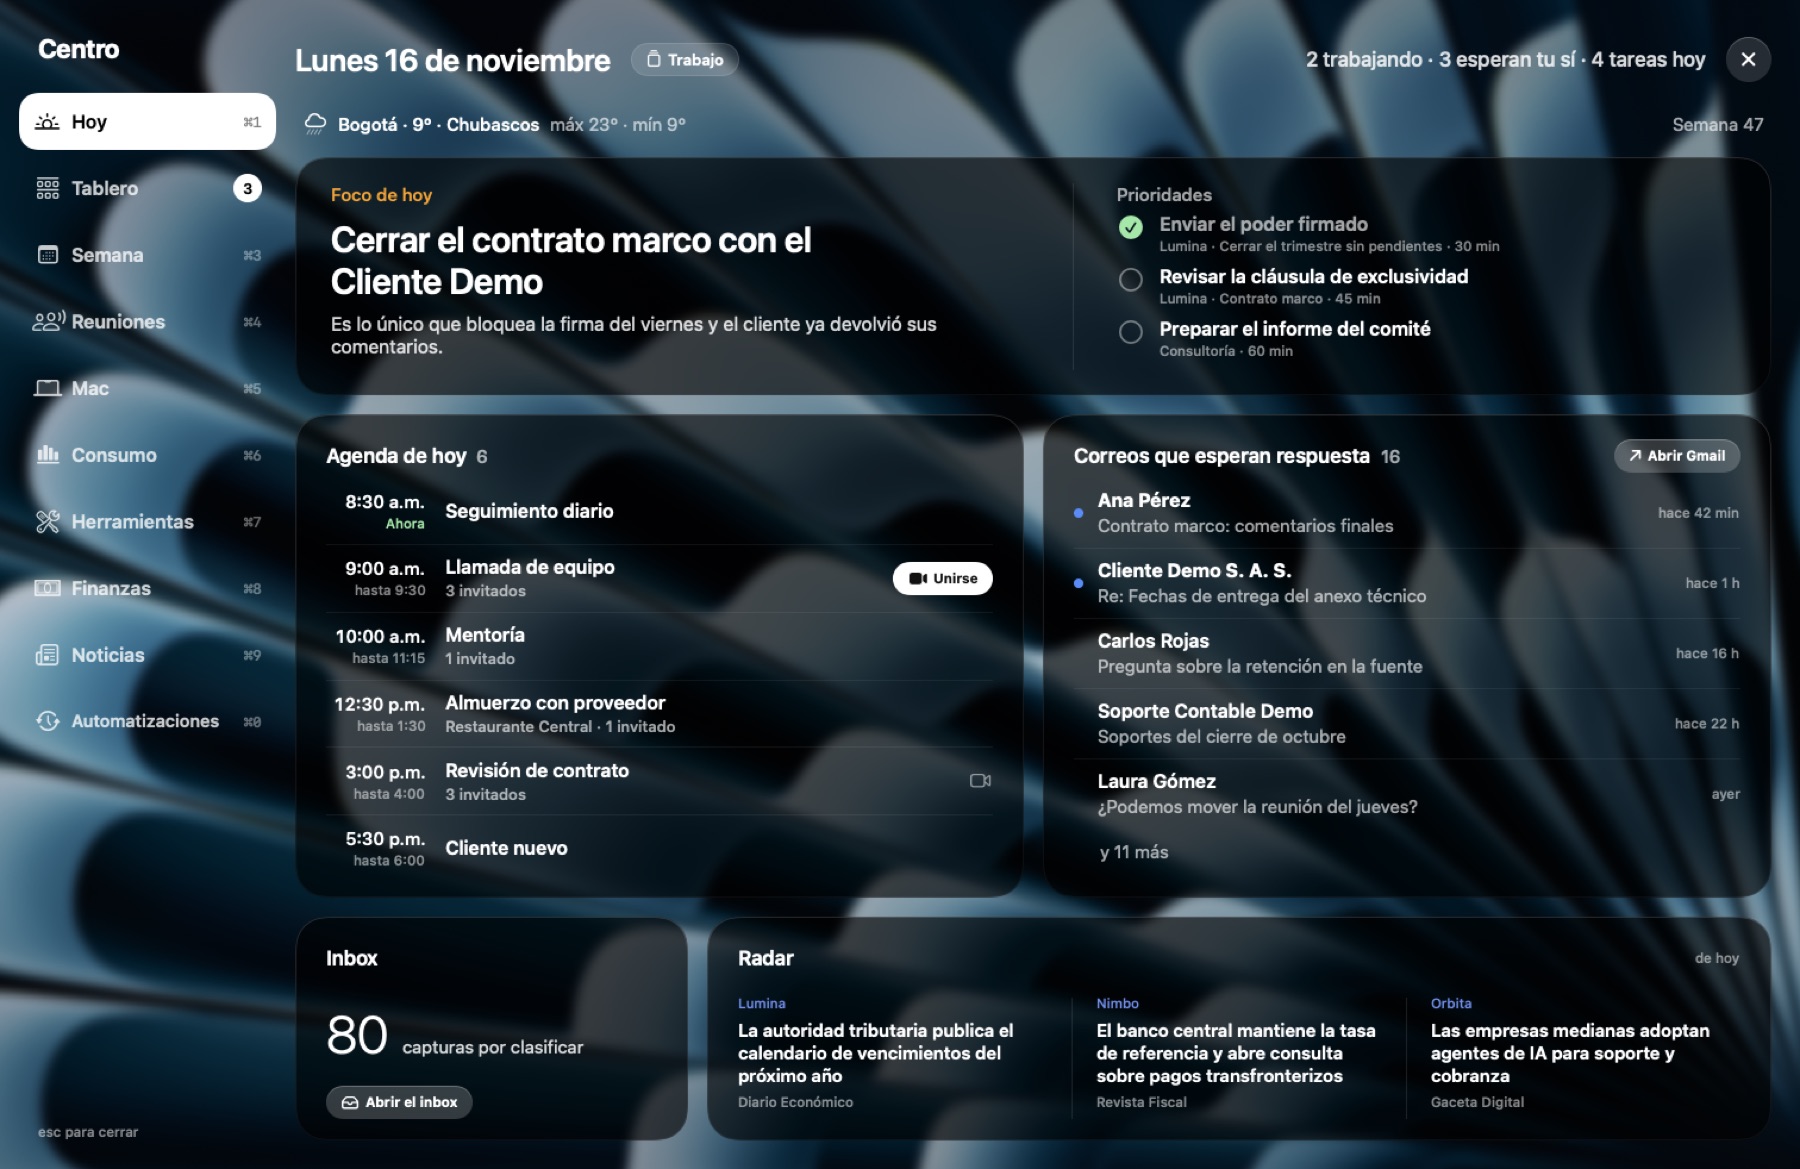 Centro
Hoy ⌘1
Tablero 3
Semana ⌘3
Reuniones ⌘4
Mac ⌘5
Consumo ⌘6
Herramientas ⌘7
Finanzas ⌘8
Noticias ⌘9
Automatizaciones ⌘0
esc para cerrar
Lunes 16 de noviembre
Trabajo
2 trabajando · 3 esperan tu sí · 4 tareas hoy
Bogotá · 9° · Chubascos máx 23° · mín 9°
Semana 47
Foco de hoy
Cerrar el contrato marco con el
Cliente Demo
Es lo único que bloquea la firma del viernes y el cliente ya devolvió sus
comentarios.
Prioridades
Enviar el poder firmado
Lumina · Cerrar el trimestre sin pendientes · 30 min
Revisar la cláusula de exclusividad
Lumina · Contrato marco · 45 min
Preparar el informe del comité
Consultoría · 60 min
Agenda de hoy 6
8:30 a.m. Seguimiento diario
Ahora
9:00 a.m. Llamada de equipo
hasta 9:30 3 invitados
Unirse
10:00 a.m. Mentoría
hasta 11:15 1 invitado
12:30 p.m. Almuerzo con proveedor
hasta 1:30 Restaurante Central · 1 invitado
3:00 p.m. Revisión de contrato
hasta 4:00 3 invitados
5:30 p.m. Cliente nuevo
hasta 6:00
Correos que esperan respuesta 16
Abrir Gmail
Ana Pérez
Contrato marco: comentarios finales
hace 42 min
Cliente Demo S. A. S.
Re: Fechas de entrega del anexo técnico
hace 1 h
Carlos Rojas
Pregunta sobre la retención en la fuente
hace 16 h
Soporte Contable Demo
Soportes del cierre de octubre
hace 22 h
Laura Gómez
¿Podemos mover la reunión del jueves?
ayer
y 11 más
Inbox
80 capturas por clasificar
Abrir el inbox
Radar
de hoy
Lumina
La autoridad tributaria publica el
calendario de vencimientos del
próximo año
Diario Económico
Nimbo
El banco central mantiene la tasa
de referencia y abre consulta
sobre pagos transfronterizos
Revista Fiscal
Orbita
Las empresas medianas adoptan
agentes de IA para soporte y
cobranza
Gaceta Digital